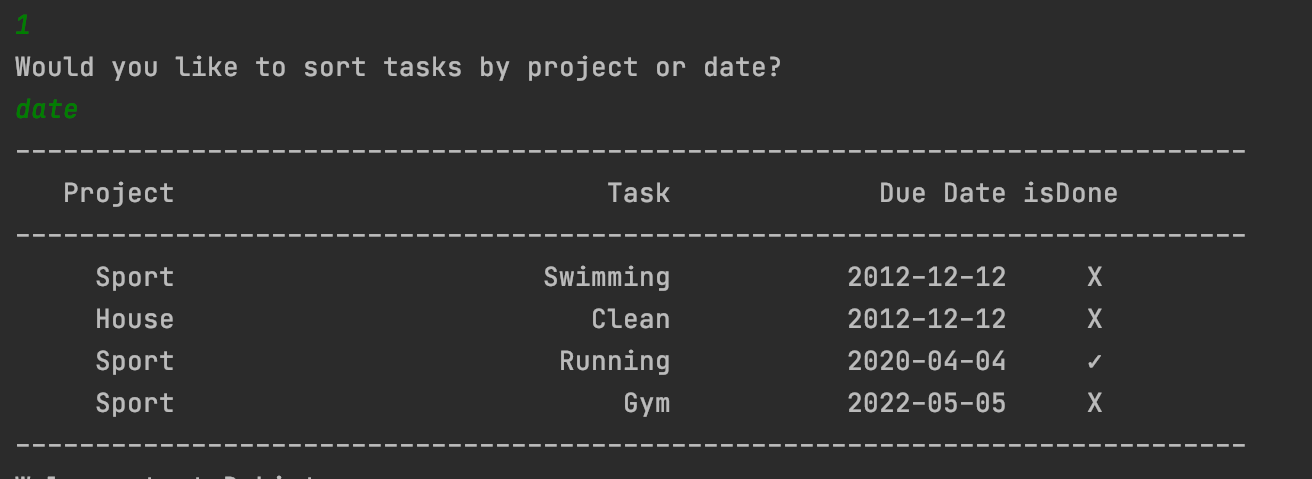 1
Would you like to sort tasks by project or date?
date
-----------------------------------------------------------------------------
Project Task Due Date isDone
-----------------------------------------------------------------------------
Sport Swimming 2012-12-12 X
House Clean 2012-12-12 X
Sport Running 2020-04-04 ✓
Sport Gym 2022-05-05 X
-----------------------------------------------------------------------------